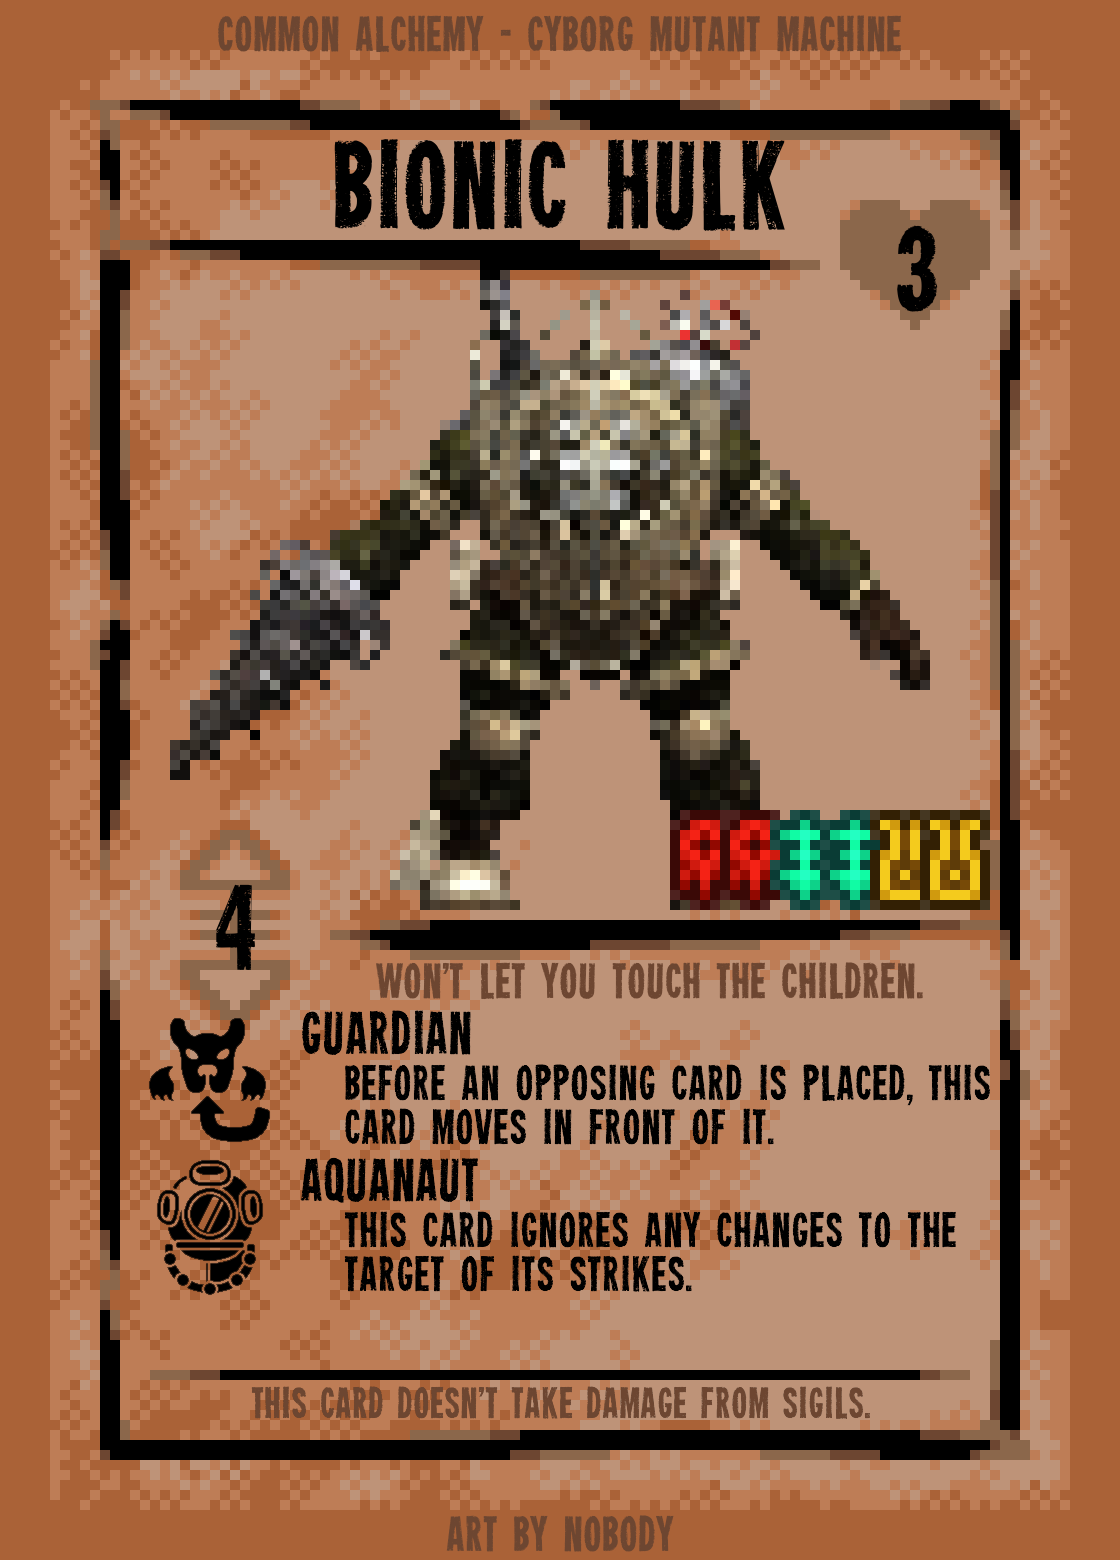 COMMON ALCHEMY - CYBORG MUTANT MACHINE
BIONIC HULK
3
4
WON'T LET YOU TOUCH THE CHILDREN.
GUARDIAN
BEFORE AN OPPOSING CARD IS PLACED, THIS
CARD MOVES IN FRONT OF IT.
AQUANAUT
THIS CARD IGNORES ANY CHANGES TO THE
TARGET OF ITS STRIKES.
THIS CARD DOESN'T TAKE DAMAGE FROM SIGILS.
ART BY NOBODY